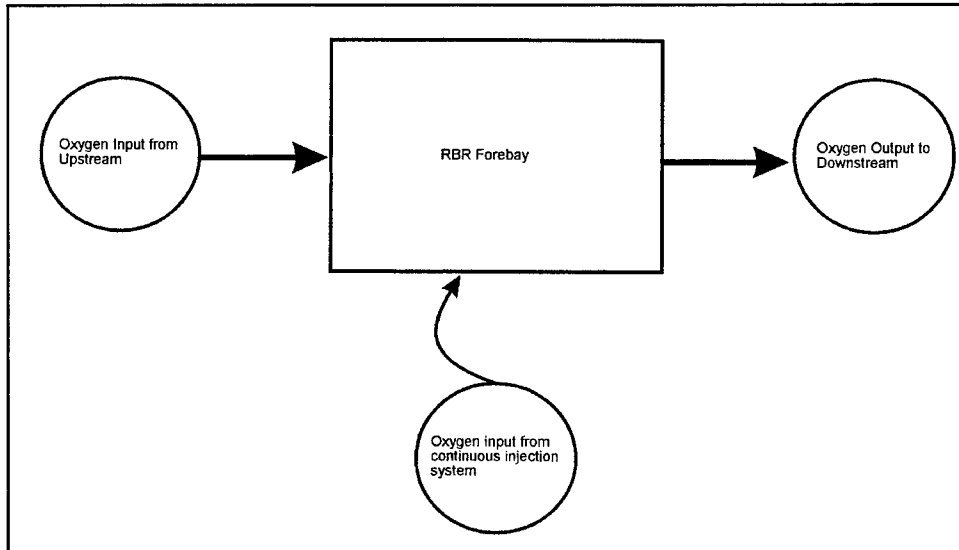 Oxygen Input from
Upstream
RBR Forebay
Oxygen Output to
Downstream
Oxygen input from
continuous injection
system